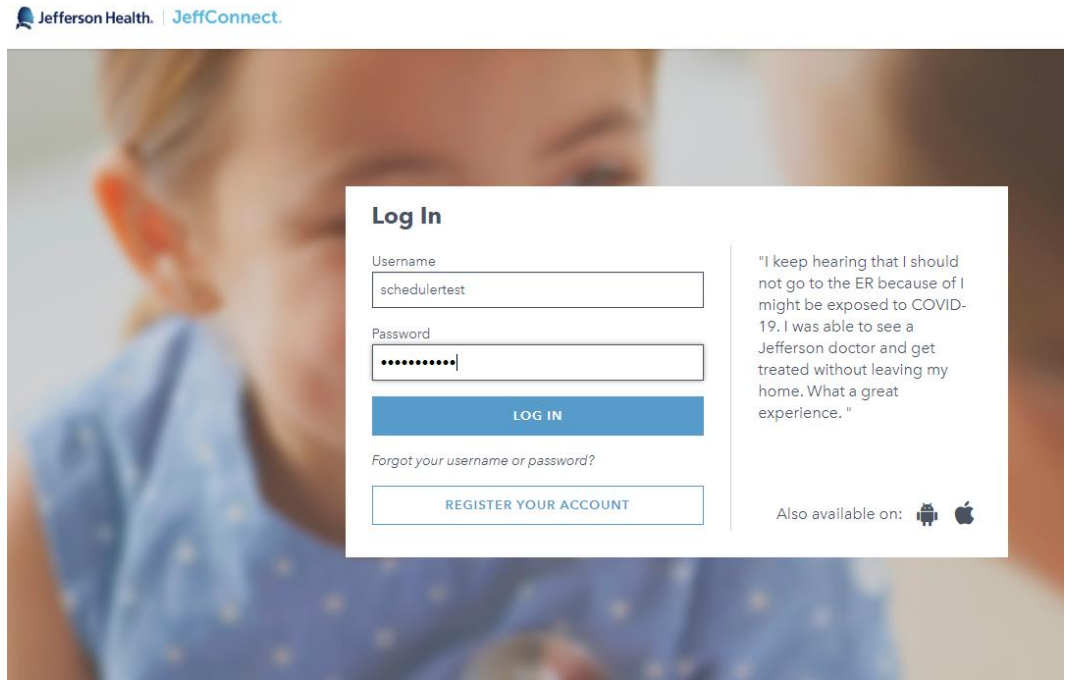 Jefferson Health. JeffConnect.
Log In
Username
schedulertest
Password
•••••••••••
LOG IN
Forgot your username or password?
REGISTER YOUR ACCOUNT
"I keep hearing that I should
not go to the ER because of I
might be exposed to COVID-
19. I was able to see a
Jefferson doctor and get
treated without leaving my
home. What a great
experience. "
Also available on: